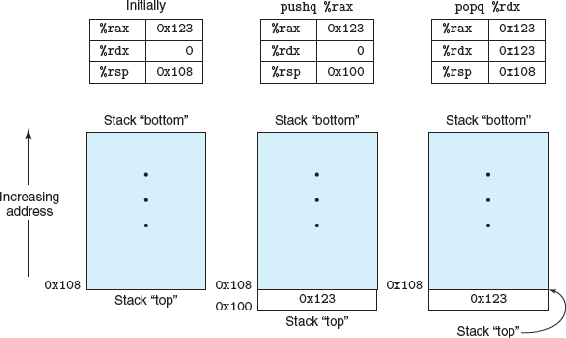 Initially
%rax 0x123
%rdx 0
%rsp 0x108
pushq %rax
%rax 0x123
%rdx 0
%rsp 0x100
popq %rdx
%rax 0x123
%rdx 0x123
%rsp 0x108
Increasing
address
Stack “bottom”
0x108
Stack “top”
Stack “bottom”
0x108
0x100
0x123
Stack “top”
Stack “bottom”
0x108
0x123
Stack “top”